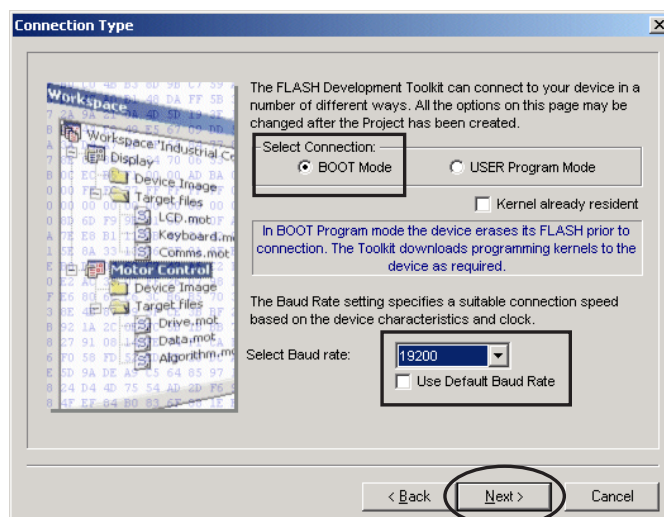 Connection Type
The FLASH Development Toolkit can connect to your device in a
number of different ways. All the options on this page may be
changed after the Project has been created.
Select Connection:
BOOT Mode
USER Program Mode
Kernel already resident
In BOOT Program mode the device erases its FLASH prior to
connection. The Toolkit downloads programming kernels to the
device as required.
The Baud Rate setting specifies a suitable connection speed
based on the device characteristics and clock.
Select Baud rate:
19200
Use Default Baud Rate
Workspace
Workspace 'Industrial Co
Display
Device Image
Target files
LCD.mot
Keyboard.m
Comms.mot
Motor Control
Device Image
Target files
Drive.mot
Data.mot
Algorithm.mo
< Back
Next >
Cancel